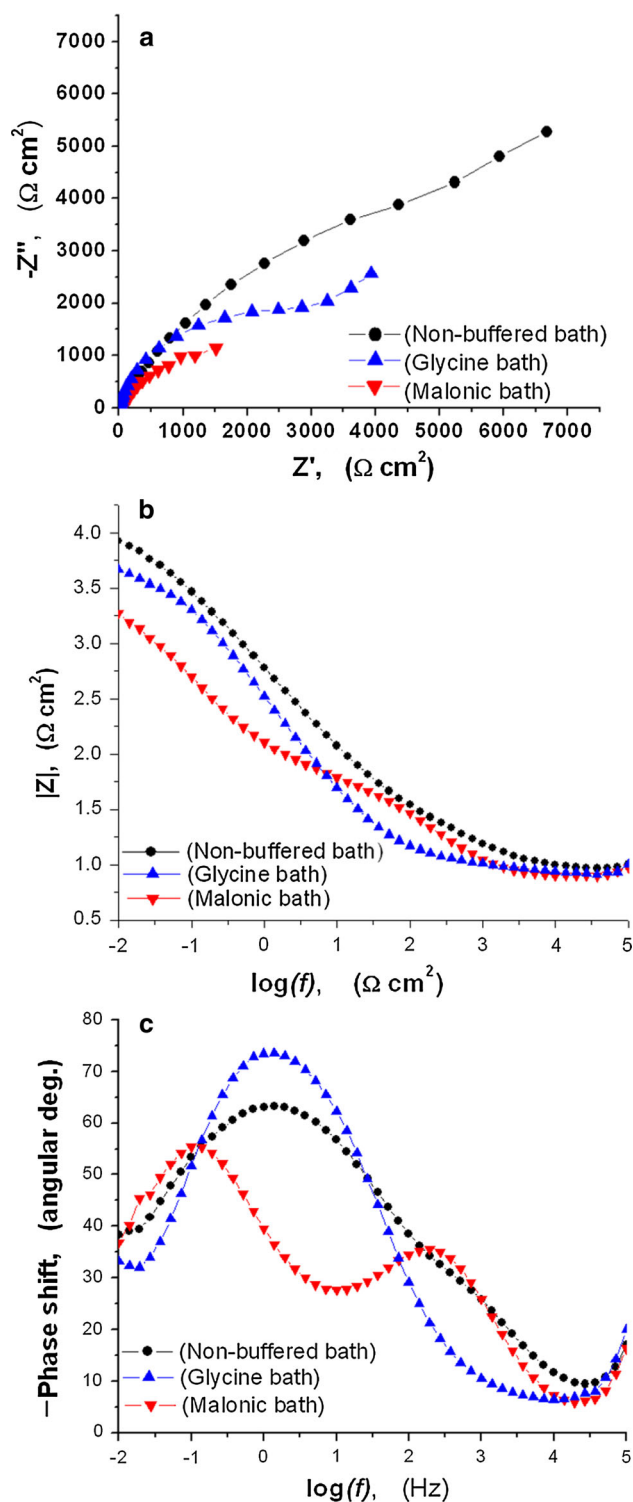 a
7000
6000
5000
4000
3000
2000
1000
0
-Z'', (Ω cm²)
(Non-buffered bath)
(Glycine bath)
(Malonic bath)
0 1000 2000 3000 4000 5000 6000 7000
Z', (Ω cm²)
b
4.0
3.5
3.0
2.5
2.0
1.5
1.0
0.5
|Z|, (Ω cm²)
(Non-buffered bath)
(Glycine bath)
(Malonic bath)
-2 -1 0 1 2 3 4 5
log(f), (Ω cm²)
c
80
70
60
50
40
30
20
10
0
−Phase shift, (angular deg.)
(Non-buffered bath)
(Glycine bath)
(Malonic bath)
-2 -1 0 1 2 3 4 5
log(f), (Hz)